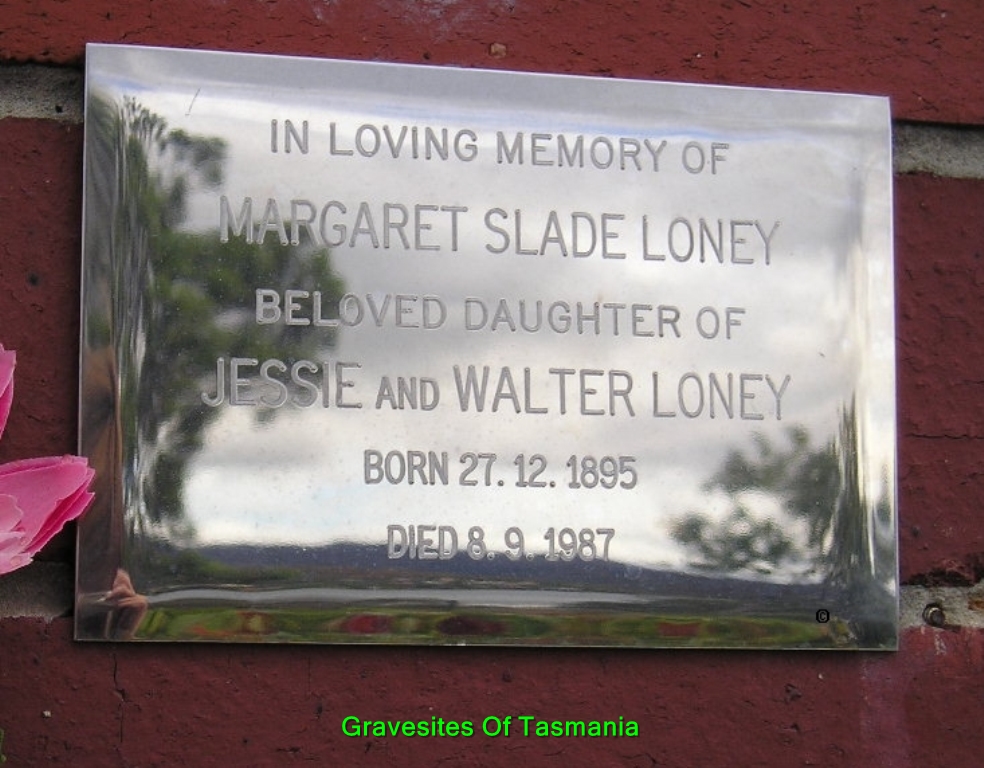 IN LOVING MEMORY OF
MARGARET SLADE LONEY
BELOVED DAUGHTER OF
JESSIE AND WALTER LONEY
BORN 27. 12. 1895
DIED 8. 9. 1987
©
Gravesites Of Tasmania